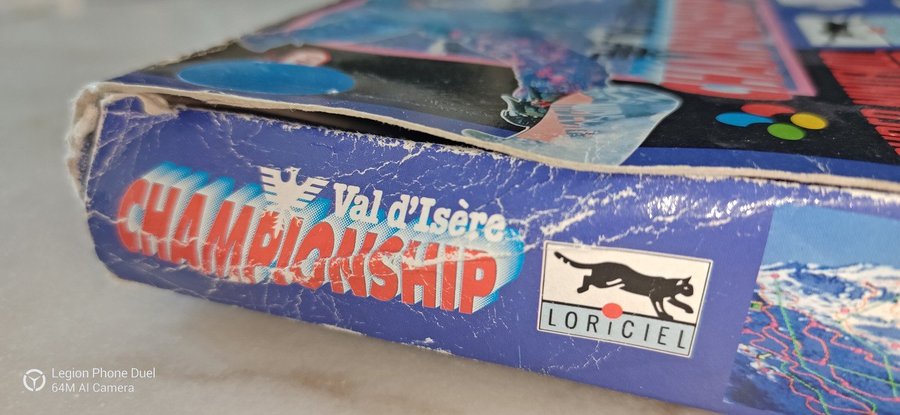 Val d'Isère
CHAMPIONSHIP
LORICIEL
Legion Phone Duel
64M AI Camera